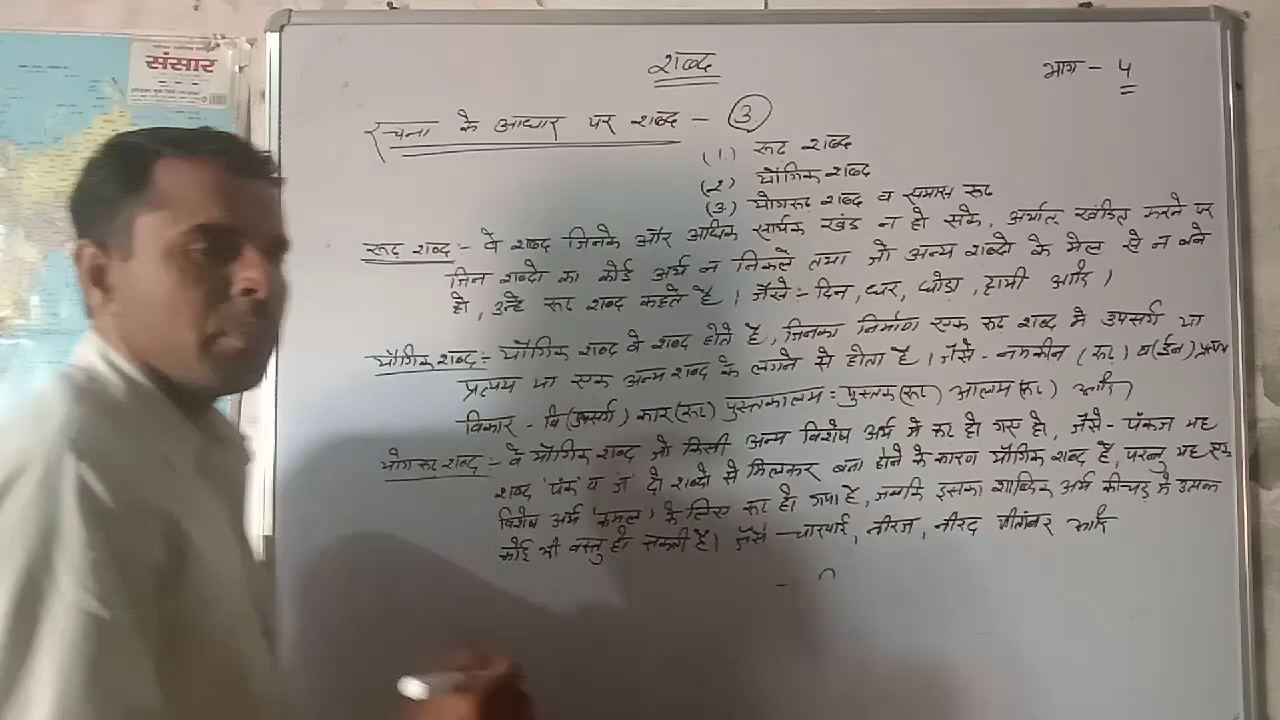 संसार
शब्द
भाग - 5
रचना के आधार पर शब्द - (3)
(1) रूढ शब्द
(2) यौगिक शब्द
(3) योगरूढ शब्द व समास रूढ
रूढ शब्द :- वे शब्द जिनके और अधिक सार्थक खंड न हो सके, अर्थात खंडित करने पर
जिन शब्दो का कोई अर्थ न निकले तथा जो अन्य शब्दो के मेल से न बने
हो, उन्हे रूढ शब्द कहते है। जैसे :- दिन, घर, घोडा, हाथी आदि।
यौगिक शब्द :- यौगिक शब्द वे शब्द होते है, जिनका निर्माण एक रूढ शब्द मे उपसर्ग या
प्रत्यय या एक अन्य शब्द के लगने से होता है। जैसे - नमकीन (रूढ) व (ईन) प्रत्यय
विकार - वि (उपसर्ग) कार (रूढ) पुस्तकालय = पुस्तक (रूढ) आलय (रूढ) आदि।
योगरूढ शब्द :- वे यौगिक शब्द जो किसी अन्य विशेष अर्थ मे रूढ हो गए हो, जैसे - पंकज यह
शब्द 'पंक' व 'ज' दो शब्दो से मिलकर बना होने के कारण यौगिक शब्द है, परन्तु यह एक
विशेष अर्थ 'कमल' के लिए रूढ हो गया है, जबकि इसका शाब्दिक अर्थ कीचड़ मे उत्पन्न
कोई भी वस्तु हो सकती है। जैसे - चारपाई, नीरज, नीरद पीतांबर आदि